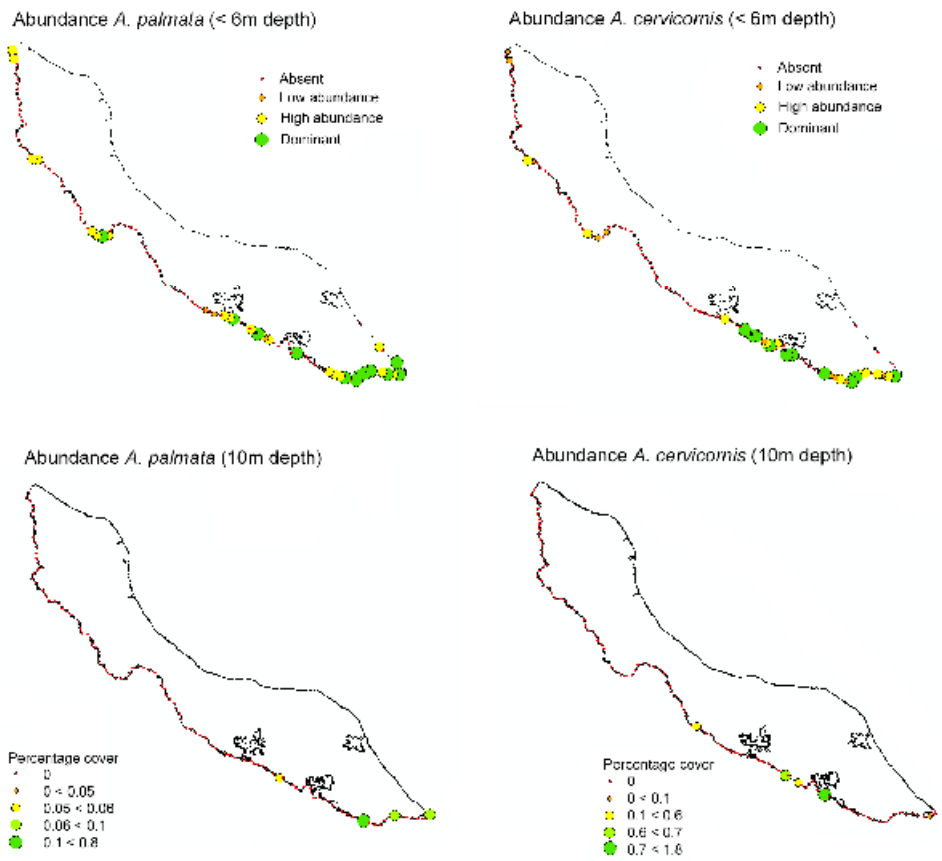 Abundance A. palmata (< 6m depth)
Absent
Low abundance
High abundance
Dominant
Abundance A. cervicornis (< 6m depth)
Absent
Low abundance
High abundance
Dominant
Abundance A. palmata (10m depth)
Percentage cover
0
0 < 0.05
0.05 < 0.06
0.06 < 0.1
0.1 < 0.8
Abundance A. cervicornis (10m depth)
Percentage cover
0
0 < 0.1
0.1 < 0.6
0.6 < 0.7
0.7 < 1.8